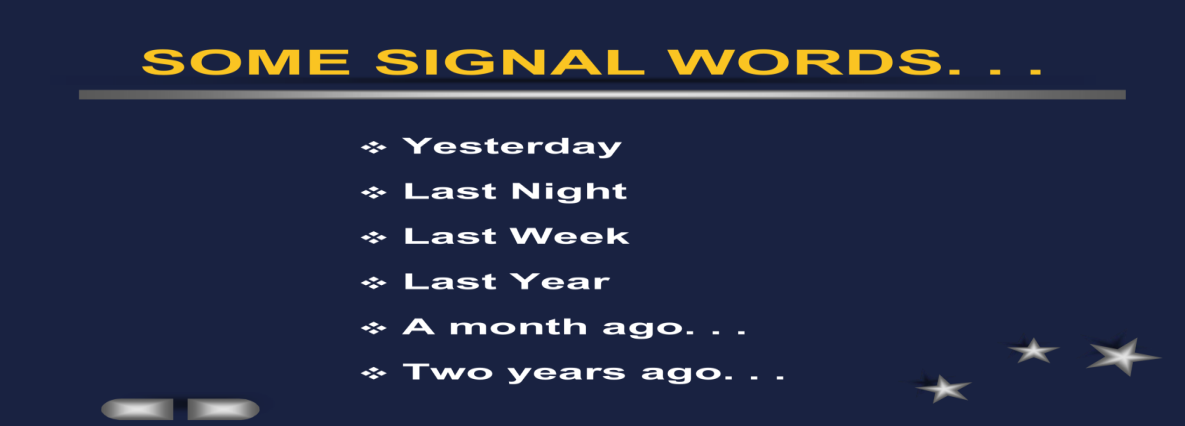 SOME SIGNAL WORDS. . .
❖ Yesterday
❖ Last Night
❖ Last Week
❖ Last Year
❖ A month ago. . .
❖ Two years ago. . .